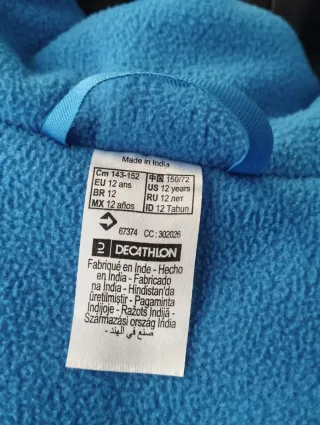 Made in India
Cm 143-152
EU 12 ans
BR 12
MX 12 años
中国 150/72
US 12 years
RU 12 лет
ID 12 Tahun
67374 CC: 302026
DECATHLON
Fabriqué en Inde - Hecho
en India - Fabricado
na India - Hindistan'da
üretilmiştir - Pagaminta
Indijoje - Ražots Indijā -
Származási ország India
صنع في الهند -